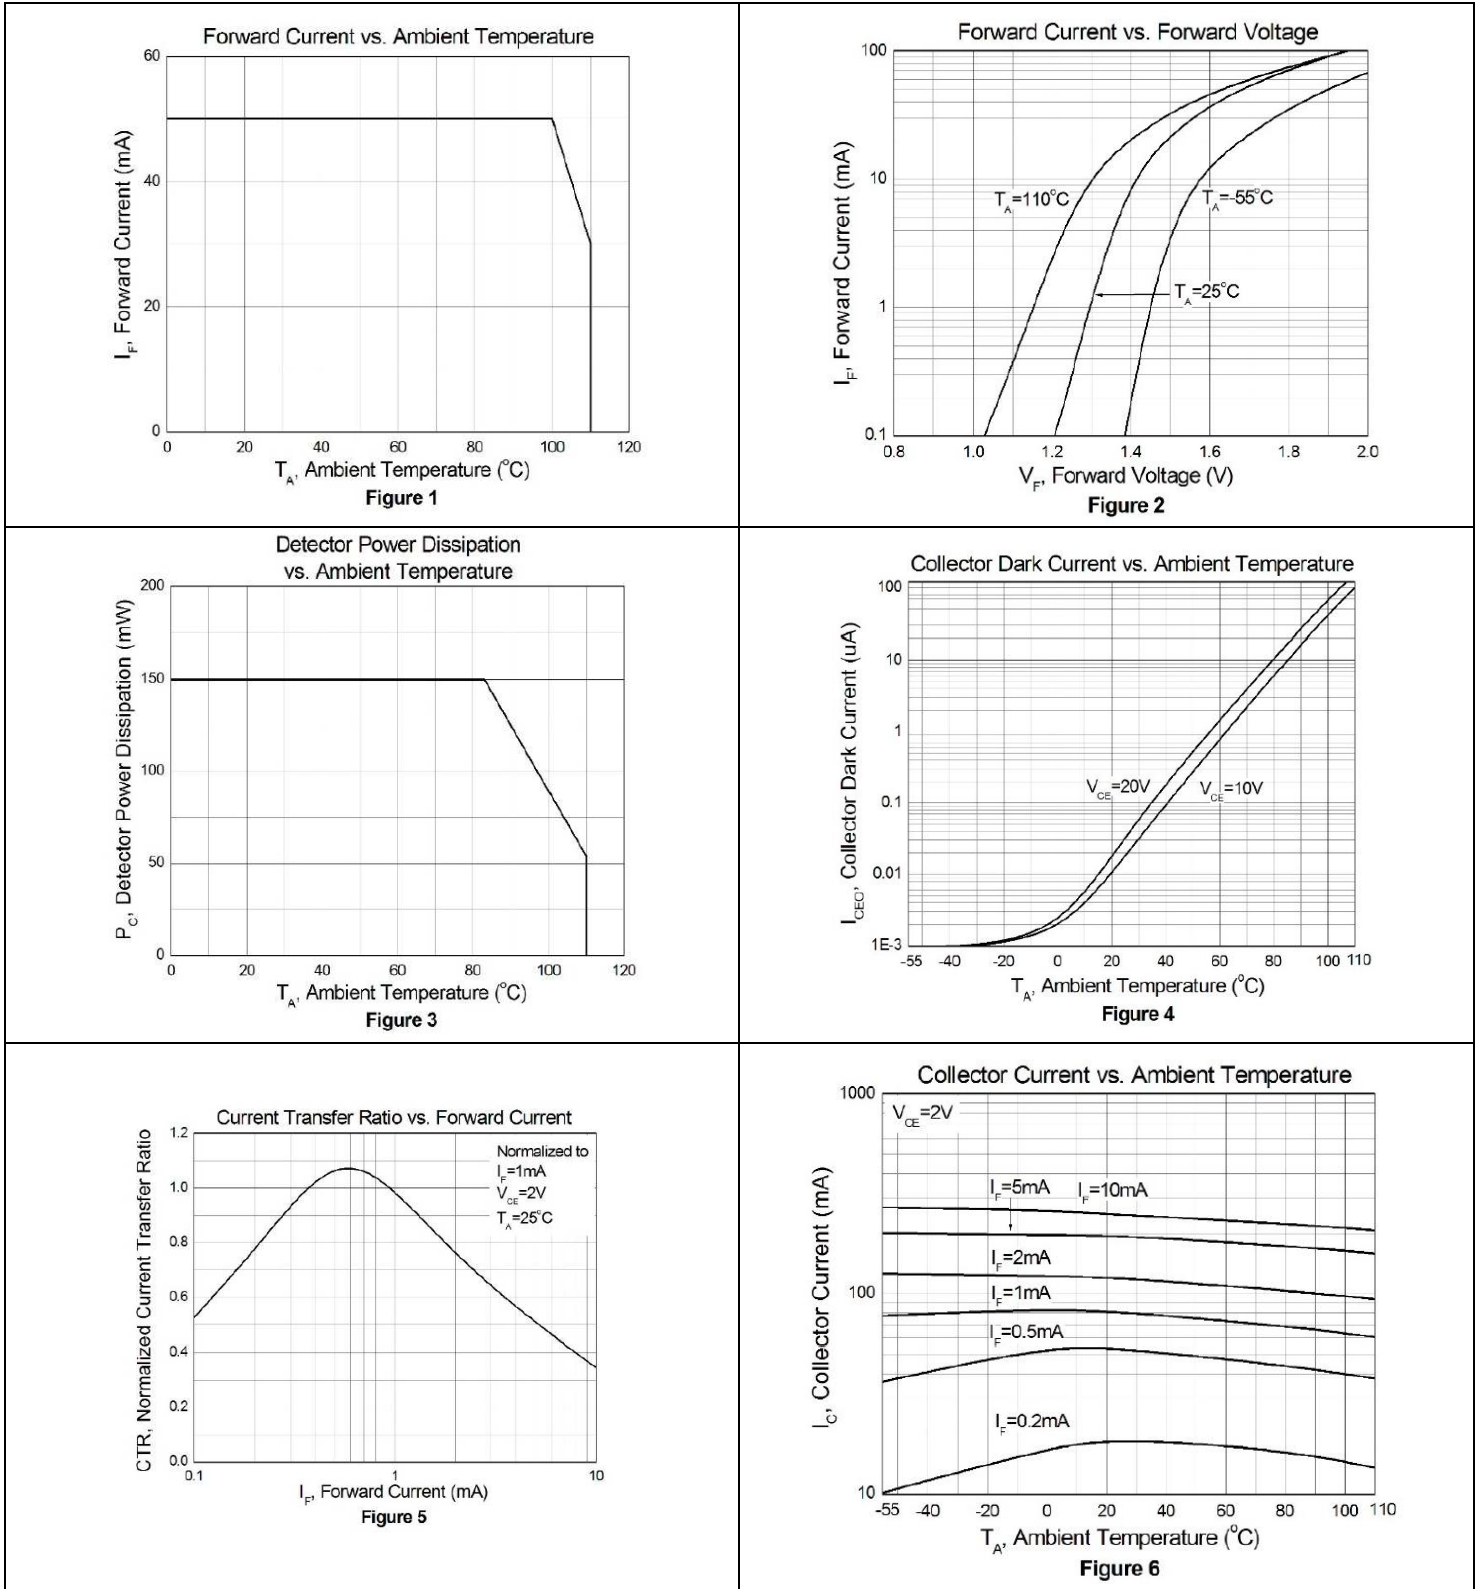 Forward Current vs. Ambient Temperature
60
40
20
0
I_F, Forward Current (mA)
0 20 40 60 80 100 120
T_A, Ambient Temperature (°C)
Figure 1
Forward Current vs. Forward Voltage
100
10
1
0.1
I_F, Forward Current (mA)
T_A=110°C
T_A=-55°C
T_A=25°C
0.8 1.0 1.2 1.4 1.6 1.8 2.0
V_F, Forward Voltage (V)
Figure 2
Detector Power Dissipation
vs. Ambient Temperature
200
150
100
50
0
P_C, Detector Power Dissipation (mW)
0 20 40 60 80 100 120
T_A, Ambient Temperature (°C)
Figure 3
Collector Dark Current vs. Ambient Temperature
100
10
1
0.1
0.01
1E-3
I_CEO, Collector Dark Current (uA)
V_CE=20V
V_CE=10V
-55 -40 -20 0 20 40 60 80 100 110
T_A, Ambient Temperature (°C)
Figure 4
Current Transfer Ratio vs. Forward Current
1.2
1.0
0.8
0.6
0.4
0.2
0.0
CTR, Normalized Current Transfer Ratio
Normalized to
I_F=1mA
V_CE=2V
T_A=25°C
0.1 1 10
I_F, Forward Current (mA)
Figure 5
Collector Current vs. Ambient Temperature
1000
100
10
I_C, Collector Current (mA)
V_CE=2V
I_F=5mA
I_F=10mA
I_F=2mA
I_F=1mA
I_F=0.5mA
I_F=0.2mA
-55 -40 -20 0 20 40 60 80 100 110
T_A, Ambient Temperature (°C)
Figure 6